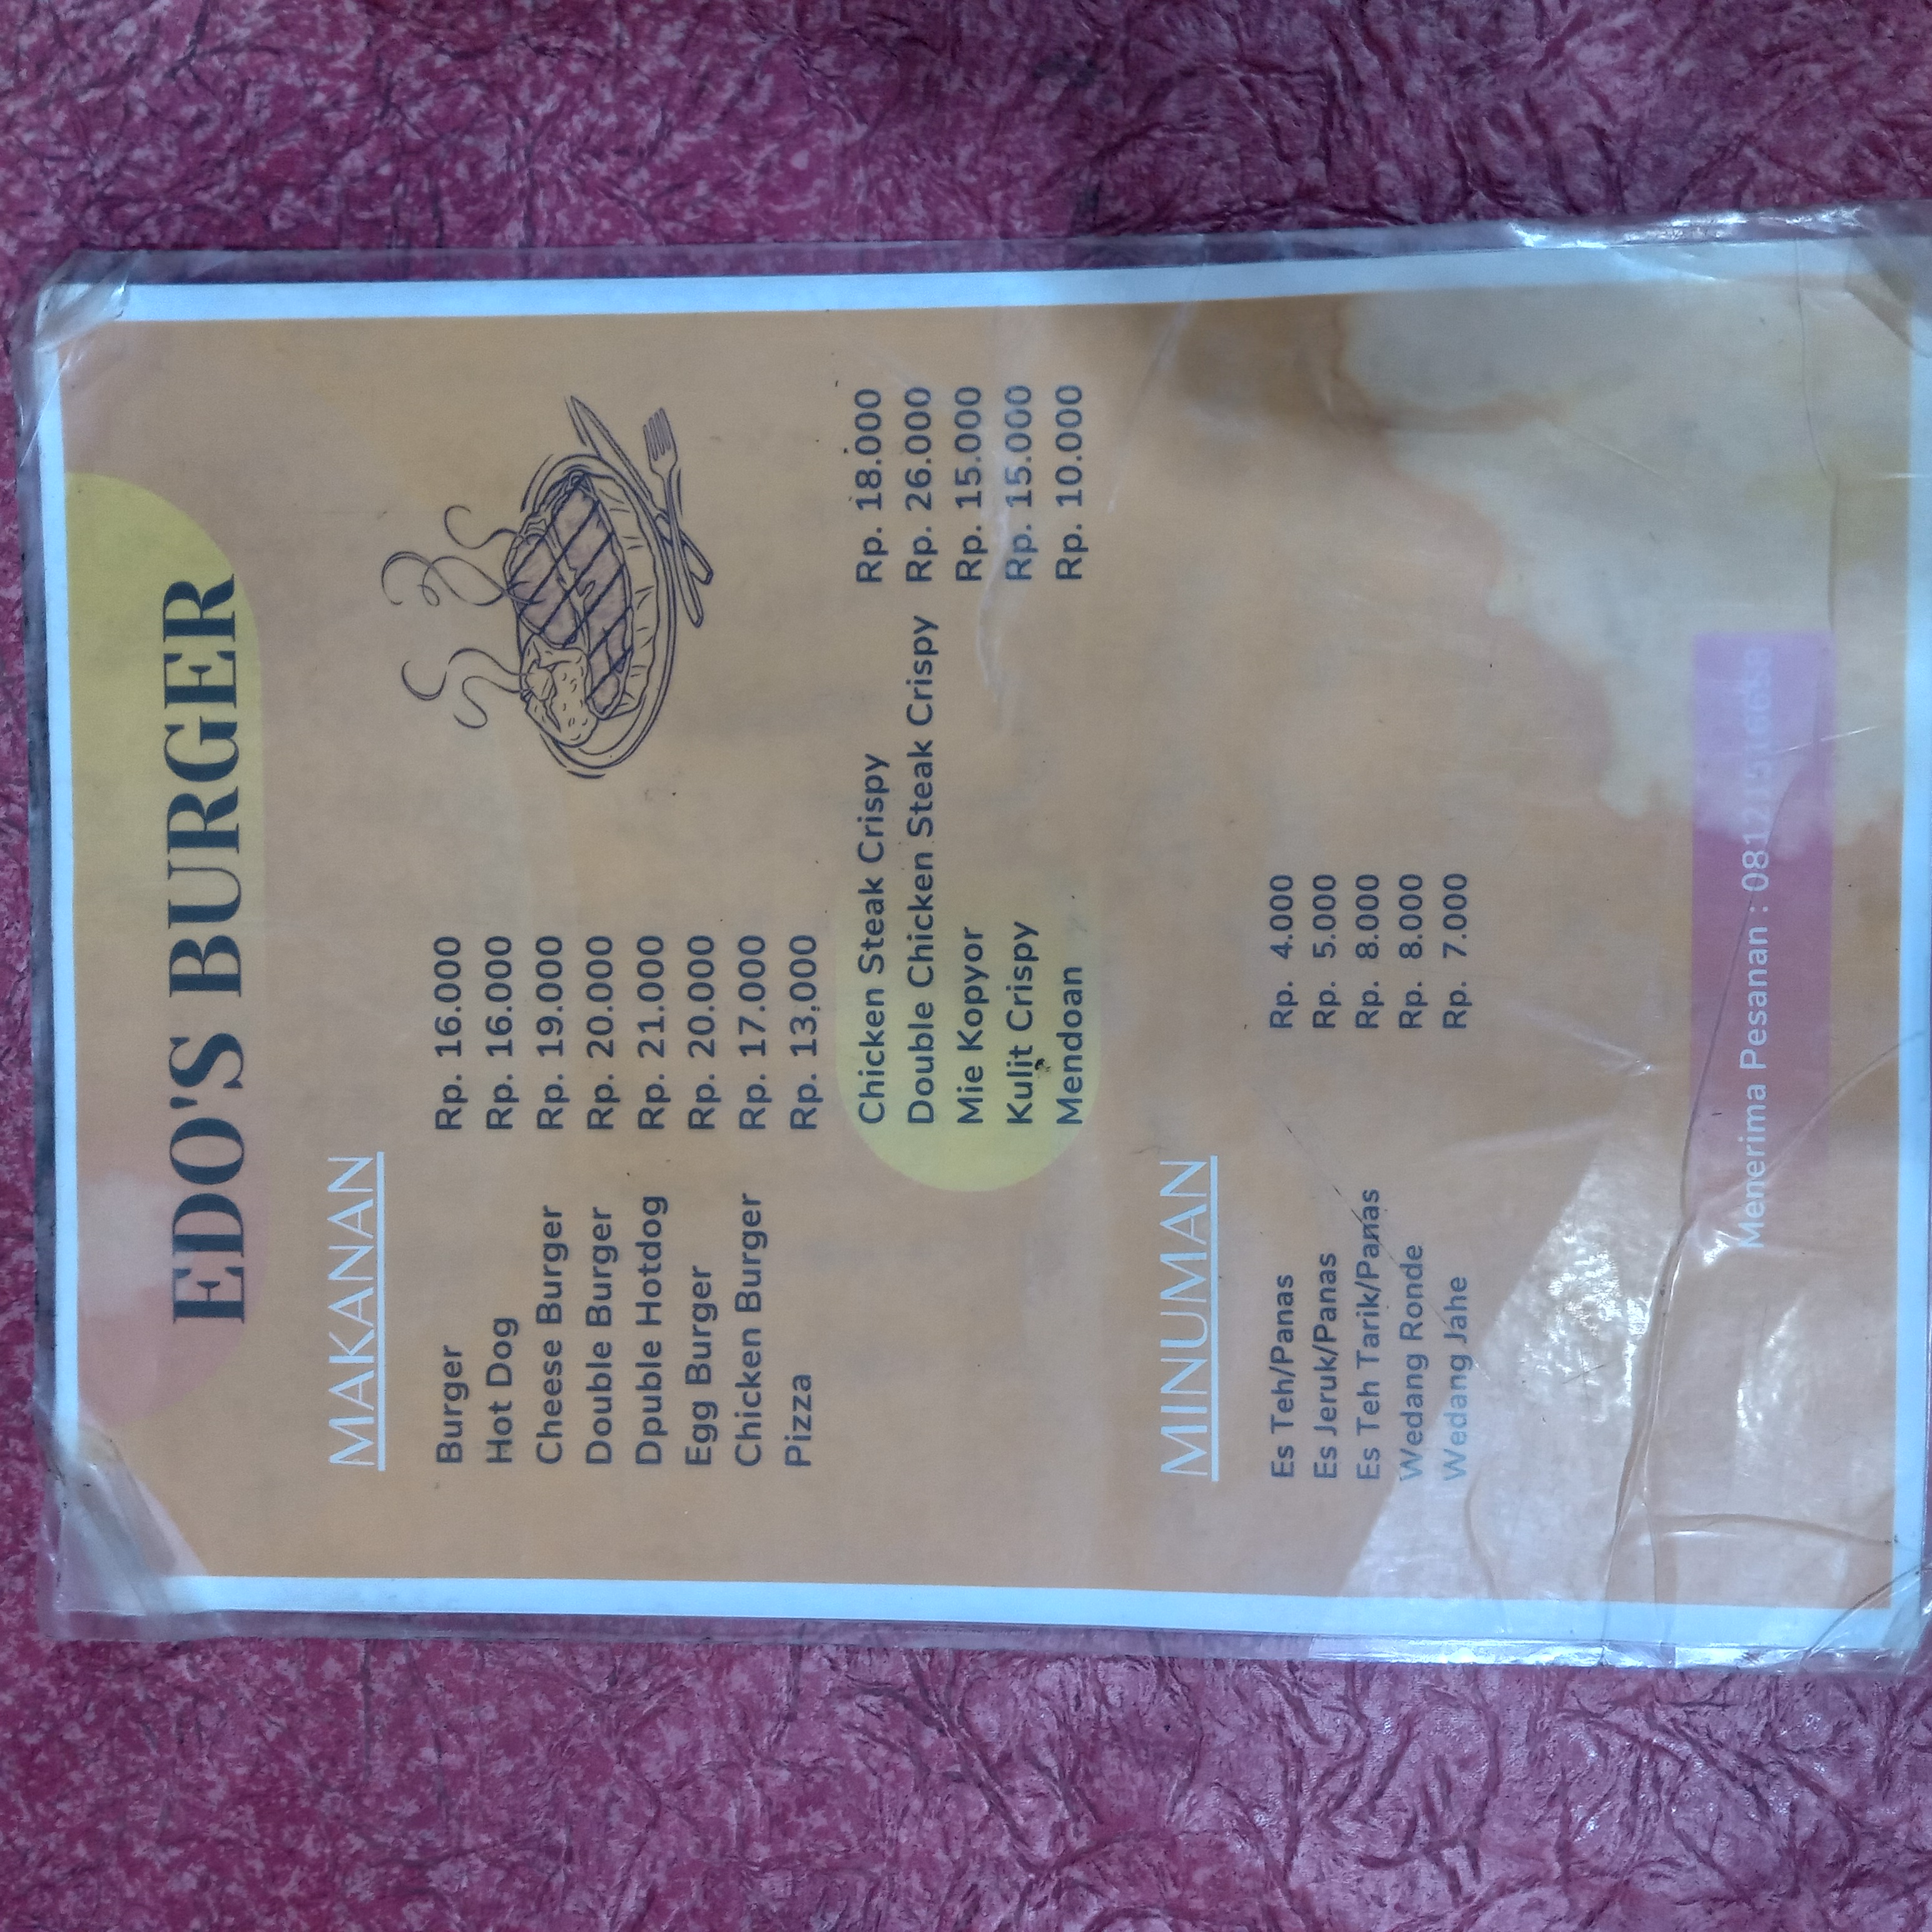 EDO'S BURGER
MAKANAN
Burger Rp. 16.000
Hot Dog Rp. 16.000
Cheese Burger Rp. 19.000
Double Burger Rp. 20.000
Dpuble Hotdog Rp. 21.000
Egg Burger Rp. 20.000
Chicken Burger Rp. 17.000
Pizza Rp. 13.000
Chicken Steak Crispy Rp. 18.000
Double Chicken Steak Crispy Rp. 26.000
Mie Kopyor Rp. 15.000
Kulit Crispy Rp. 15.000
Mendoan Rp. 10.000
MINUMAN
Es Teh/Panas Rp. 4.000
Es Jeruk/Panas Rp. 5.000
Es Teh Tarik/Panas Rp. 8.000
Wedang Ronde Rp. 8.000
Wedang Jahe Rp. 7.000
Menerima Pesanan :